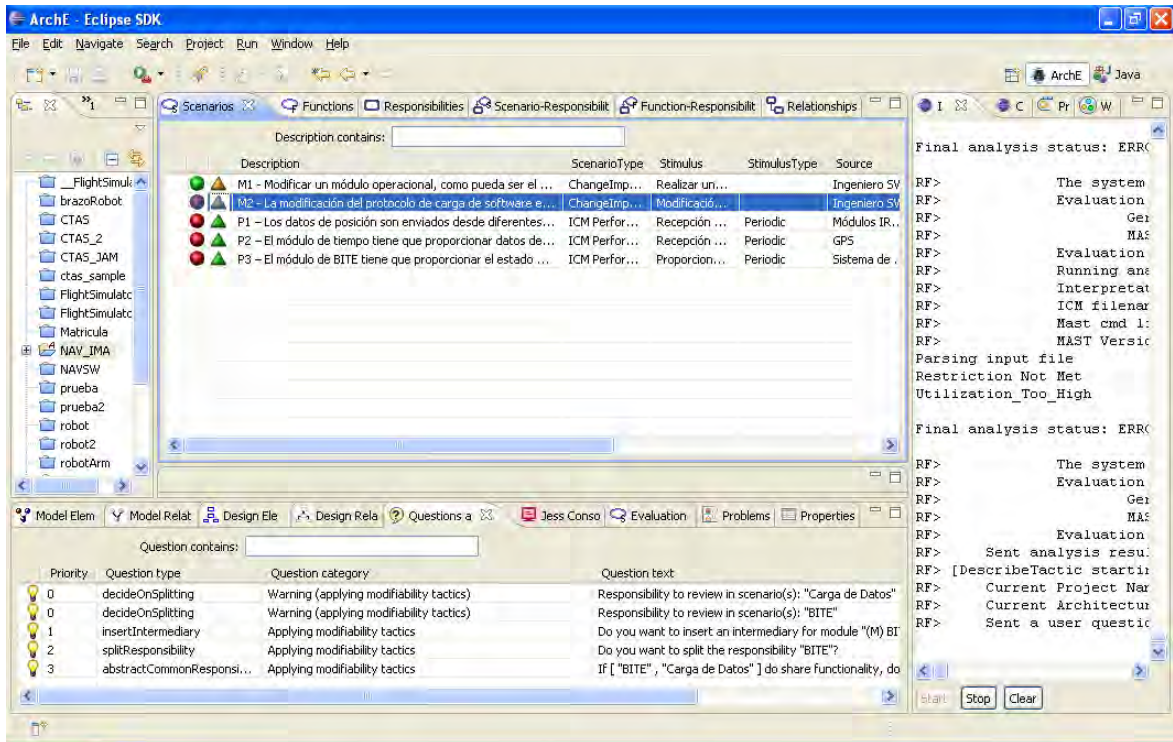 ArchE - Eclipse SDK
File Edit Navigate Search Project Run Window Help
ArchE Java
1
Scenarios Functions Responsibilities Scenario-Responsibilit Function-Responsibilit Relationships
I C Pr W
Description contains:
Description ScenarioType Stimulus StimulusType Source
M1 - Modificar un módulo operacional, como pueda ser el ... ChangeImp... Realizar un... Ingeniero SW
M2 - La modificación del protocolo de carga de software e... ChangeImp... Modificació... Ingeniero SW
P1 – Los datos de posición son enviados desde diferentes... ICM Perfor... Recepción ... Periodic Módulos IR...
P2 – El módulo de tiempo tiene que proporcionar datos de... ICM Perfor... Recepción ... Periodic GPS
P3 – El módulo de BITE tiene que proporcionar el estado ... ICM Perfor... Proporcion... Periodic Sistema de .
__FlightSimula
brazoRobot
CTAS
CTAS_2
CTAS_JAM
ctas_sample
FlightSimulatc
FlightSimulatc
Matricula
NAV_IMA
NAVSW
prueba
prueba2
robot
robot2
robotArm
Final analysis status: ERRO
RF> The system
RF> Evaluation
RF> Ger
RF> MAS
RF> Evaluation
RF> Running ana
RF> Interpretat
RF> ICM filenam
RF> Mast cmd li
RF> MAST Versic
Parsing input file
Restriction Not Met
Utilization_Too_High
Final analysis status: ERRO
RF> The system
RF> Evaluation
RF> Ger
RF> MAS
RF> Evaluation
RF> Sent analysis resul
RF> [DescribeTactic startin
RF> Current Project Nam
RF> Current Architectur
RF> Sent a user questic
Start Stop Clear
Model Elem Model Relat Design Ele Design Rela Questions a Jess Conso Evaluation Problems Properties
Question contains:
Priority Question type Question category Question text
0 decideOnSplitting Warning (applying modifiability tactics) Responsibility to review in scenario(s): "Carga de Datos"
0 decideOnSplitting Warning (applying modifiability tactics) Responsibility to review in scenario(s): "BITE"
1 insertIntermediary Applying modifiability tactics Do you want to insert an intermediary for module "(M) BI
2 splitResponsibility Applying modifiability tactics Do you want to split the responsibility "BITE"?
3 abstractCommonResponsi... Applying modifiability tactics If [ "BITE" , "Carga de Datos" ] do share functionality, do